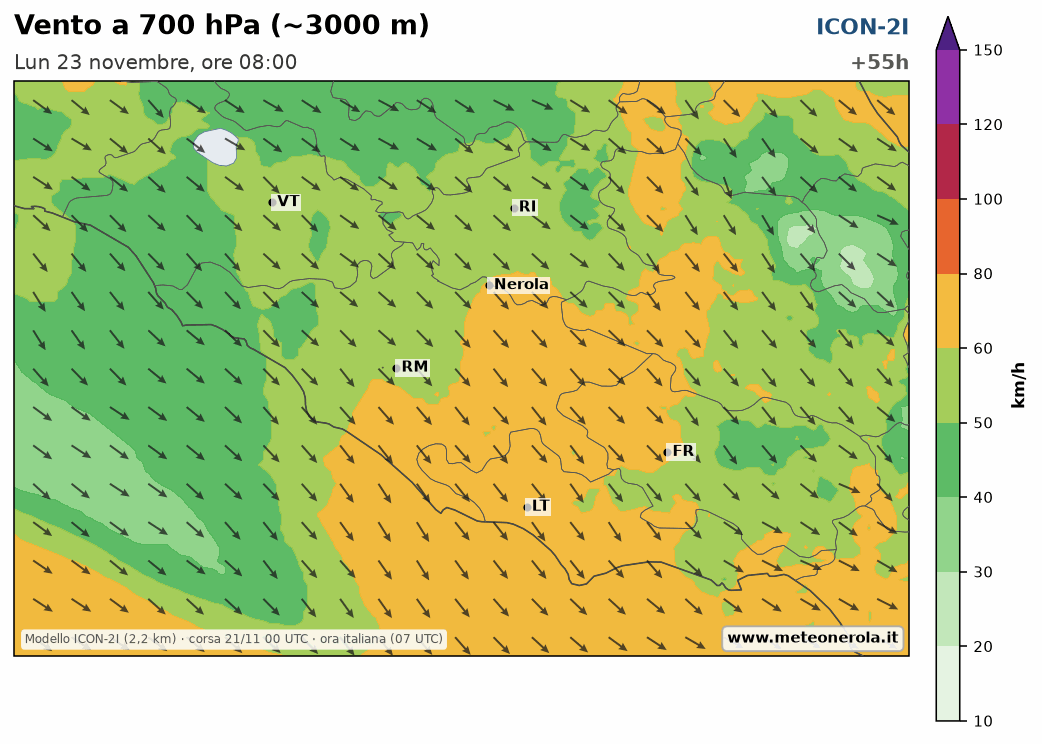 Vento a 700 hPa (~3000 m)
ICON-2I
Lun 23 novembre, ore 08:00
+55h
VT
RI
Nerola
RM
FR
LT
Modello ICON-2I (2,2 km) · corsa 21/11 00 UTC · ora italiana (07 UTC)
www.meteonerola.it
150
120
100
80
60
50
40
30
20
10
km/h